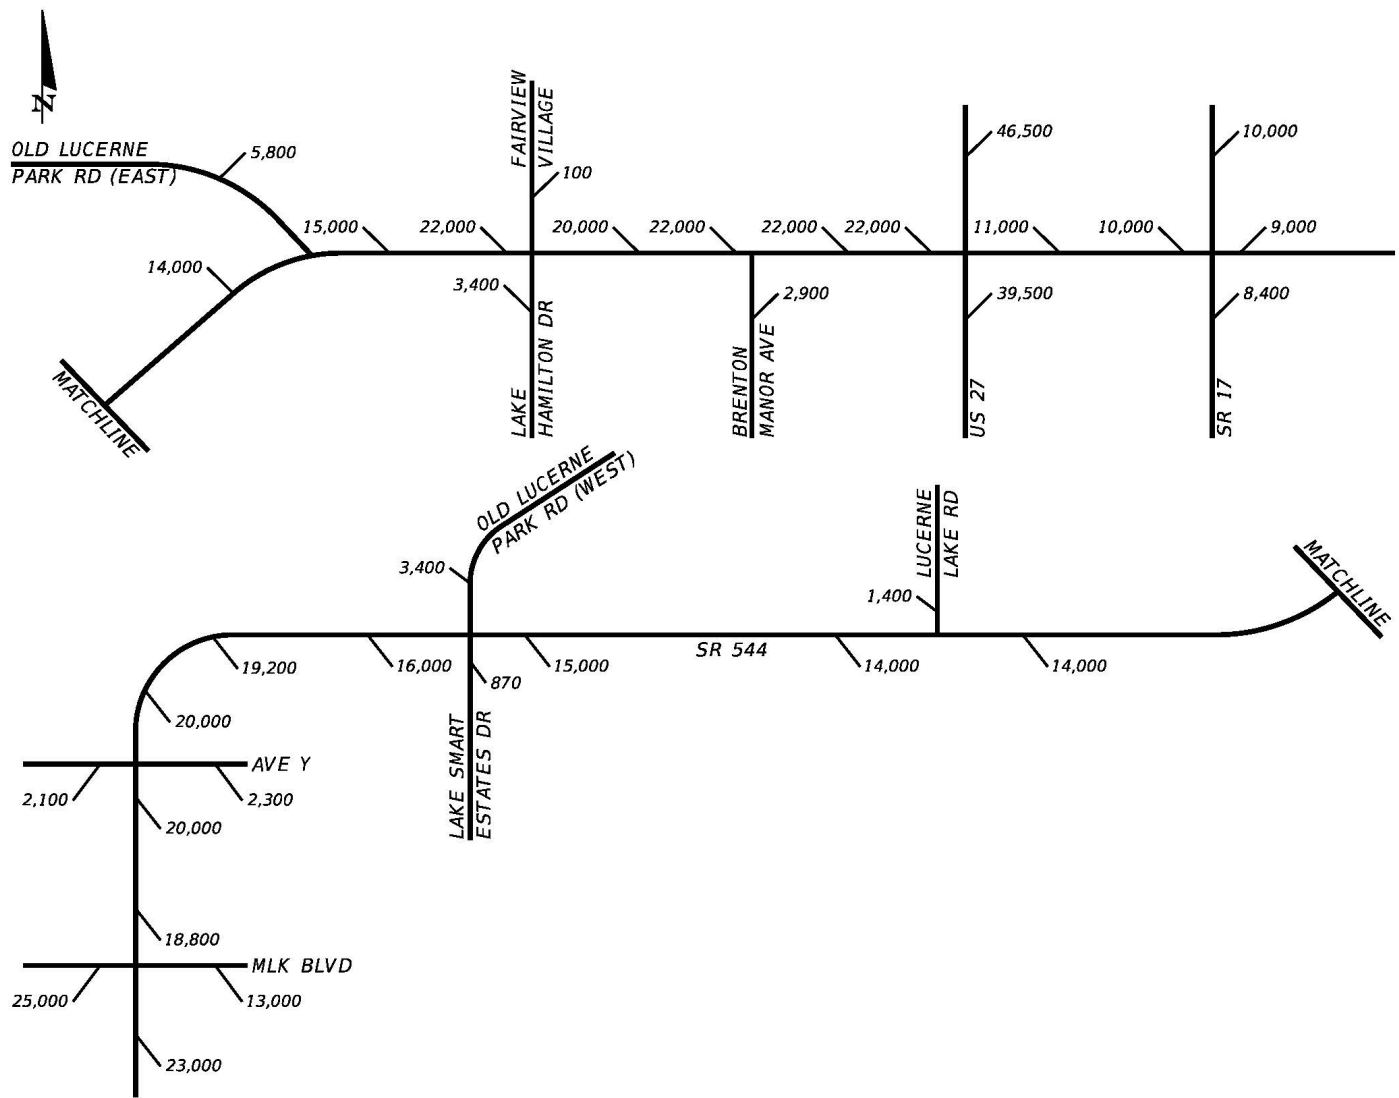 N
OLD LUCERNE
PARK RD (EAST)
5,800
FAIRVIEW
VILLAGE
100
46,500
10,000
15,000
22,000
20,000
22,000
22,000
22,000
11,000
10,000
9,000
14,000
3,400
2,900
39,500
8,400
MATCHLINE
LAKE
HAMILTON DR
BRENTON
MANOR AVE
US 27
SR 17
OLD LUCERNE
PARK RD (WEST)
LUCERNE
LAKE RD
MATCHLINE
3,400
1,400
19,200
16,000
15,000
SR 544
14,000
14,000
870
20,000
LAKE SMART
ESTATES DR
AVE Y
2,100
2,300
20,000
18,800
MLK BLVD
25,000
13,000
23,000